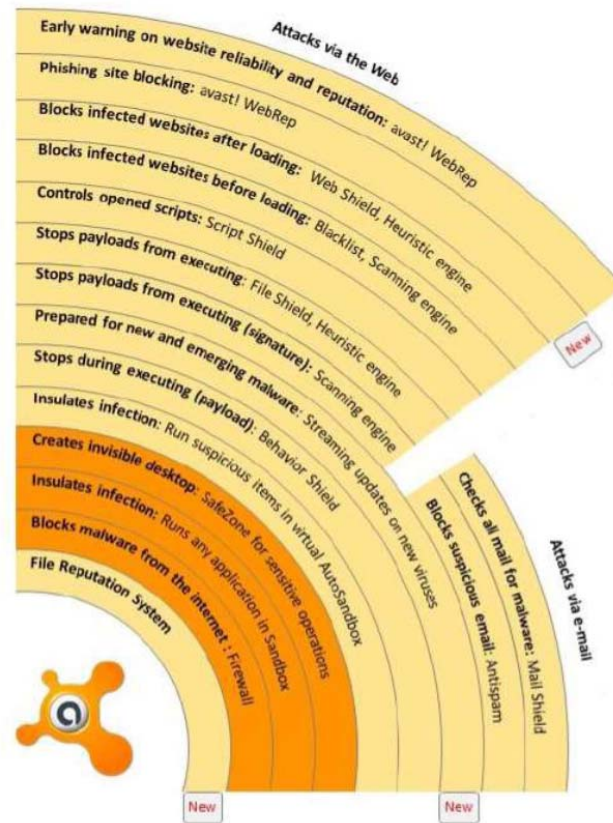 Attacks via the Web
Early warning on website reliability and reputation: avast! WebRep
Phishing site blocking: avast! WebRep
Blocks infected websites after loading: Web Shield, Heuristic engine
Blocks infected websites before loading: Blacklist, Scanning engine
Controls opened scripts: Script Shield
Stops payloads from executing: File Shield, Heuristic engine
Stops payloads from executing (signature): Scanning engine
Prepared for new and emerging malware: Streaming updates on new viruses
Stops during executing (payload): Behavior Shield
Insulates infection: Run suspicious items in virtual AutoSandbox
Creates invisible desktop: SafeZone for sensitive operations
Insulates infection: Runs any application in Sandbox
Blocks malware from the internet : Firewall
File Reputation System
New
Attacks via e-mail
Checks all mail for malware: Mail Shield
Blocks suspicious email: Antispam
a
New
New